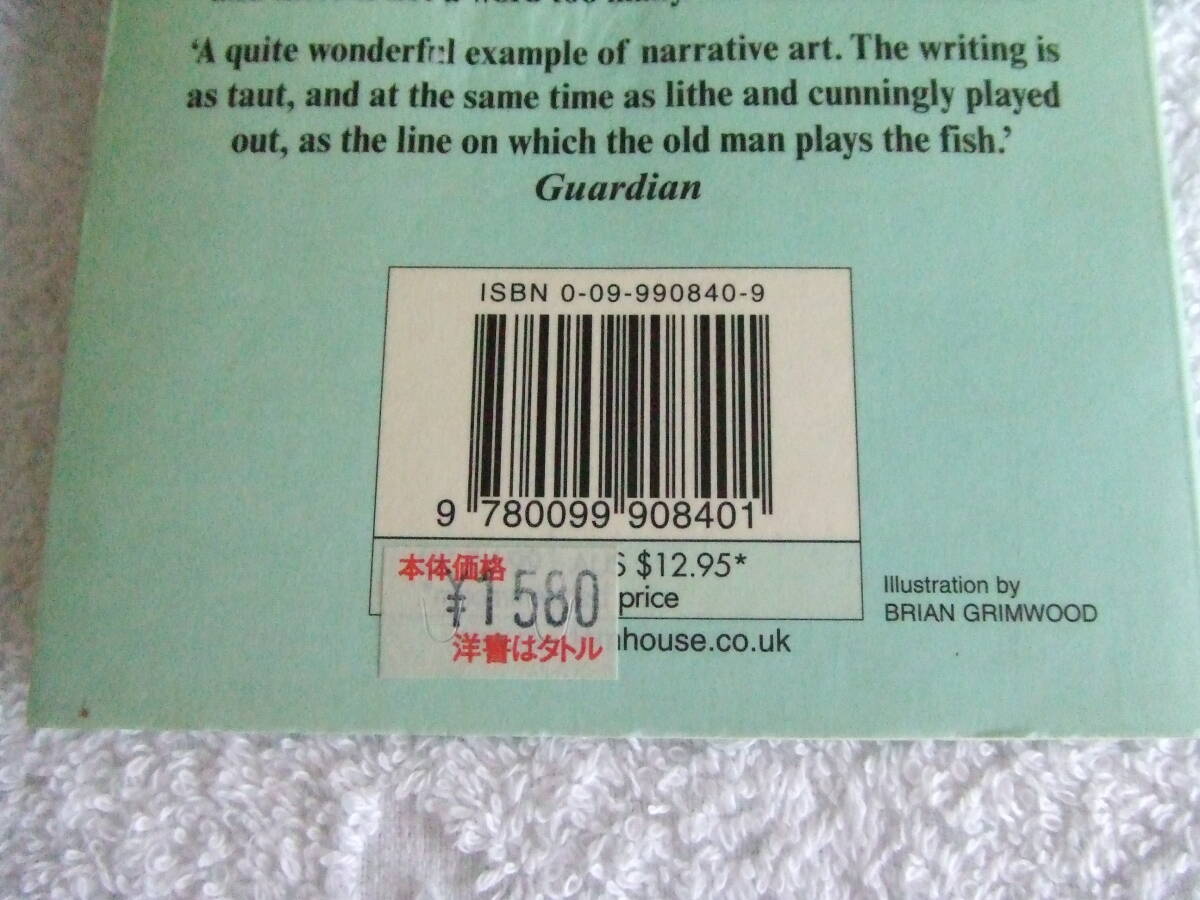 'A quite wonderful example of narrative art. The writing is
as taut, and at the same time as lithe and cunningly played
out, as the line on which the old man plays the fish.'
Guardian
ISBN 0-09-990840-9
9 780099 908401
$12.95*
price
本体価格
¥1580
洋書はタトル
house.co.uk
Illustration by
BRIAN GRIMWOOD